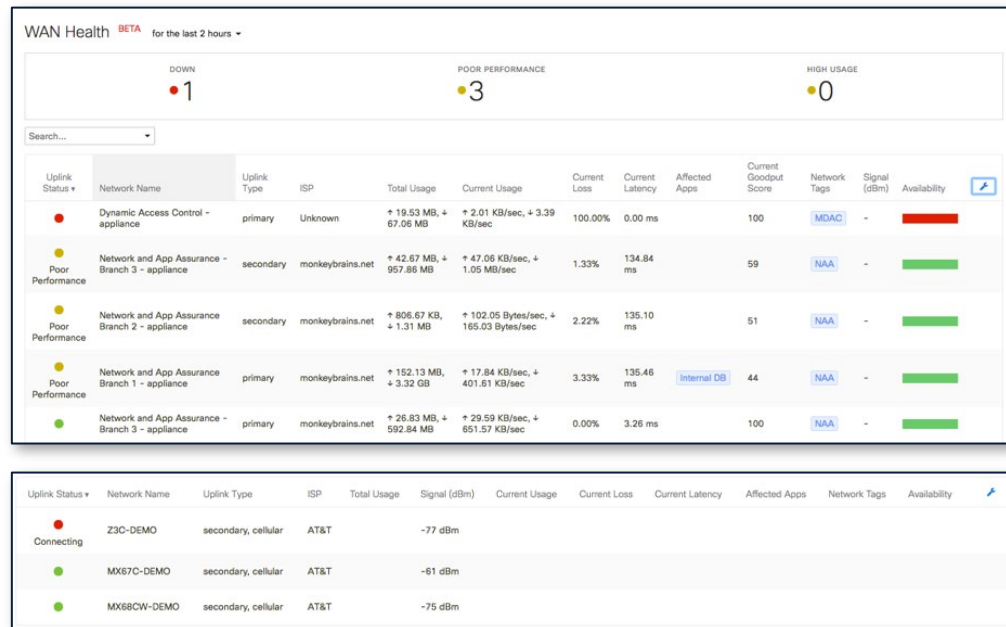 WAN Health BETA for the last 2 hours
DOWN POOR PERFORMANCE HIGH USAGE
1 3 0
Search...
Uplink Status Network Name Uplink Type ISP Total Usage Current Usage Current Loss Current Latency Affected Apps Current Goodput Score Network Tags Signal (dBm) Availability
Dynamic Access Control - appliance primary Unknown ↑ 19.53 MB, ↓ 67.06 MB ↑ 2.01 KB/sec, ↓ 3.39 KB/sec 100.00% 0.00 ms 100 MDAC -
Poor Performance Network and App Assurance - Branch 3 - appliance secondary monkeybrains.net ↑ 42.67 MB, ↓ 957.86 MB ↑ 47.06 KB/sec, ↓ 1.05 MB/sec 1.33% 134.84 ms 59 NAA -
Poor Performance Network and App Assurance - Branch 2 - appliance secondary monkeybrains.net ↑ 806.67 KB, ↓ 1.31 MB ↑ 102.05 Bytes/sec, ↓ 165.03 Bytes/sec 2.22% 135.10 ms 51 NAA -
Poor Performance Network and App Assurance - Branch 1 - appliance primary monkeybrains.net ↑ 152.13 MB, ↓ 3.32 GB ↑ 17.84 KB/sec, ↓ 401.61 KB/sec 3.33% 135.46 ms Internal DB 44 NAA -
Network and App Assurance - Branch 3 - appliance primary monkeybrains.net ↑ 26.83 MB, ↓ 592.84 MB ↑ 29.59 KB/sec, ↓ 651.57 KB/sec 0.00% 3.26 ms 100 NAA -
Uplink Status Network Name Uplink Type ISP Total Usage Signal (dBm) Current Usage Current Loss Current Latency Affected Apps Network Tags Availability
Connecting Z3C-DEMO secondary, cellular AT&T -77 dBm
MX67C-DEMO secondary, cellular AT&T -61 dBm
MX68CW-DEMO secondary, cellular AT&T -75 dBm